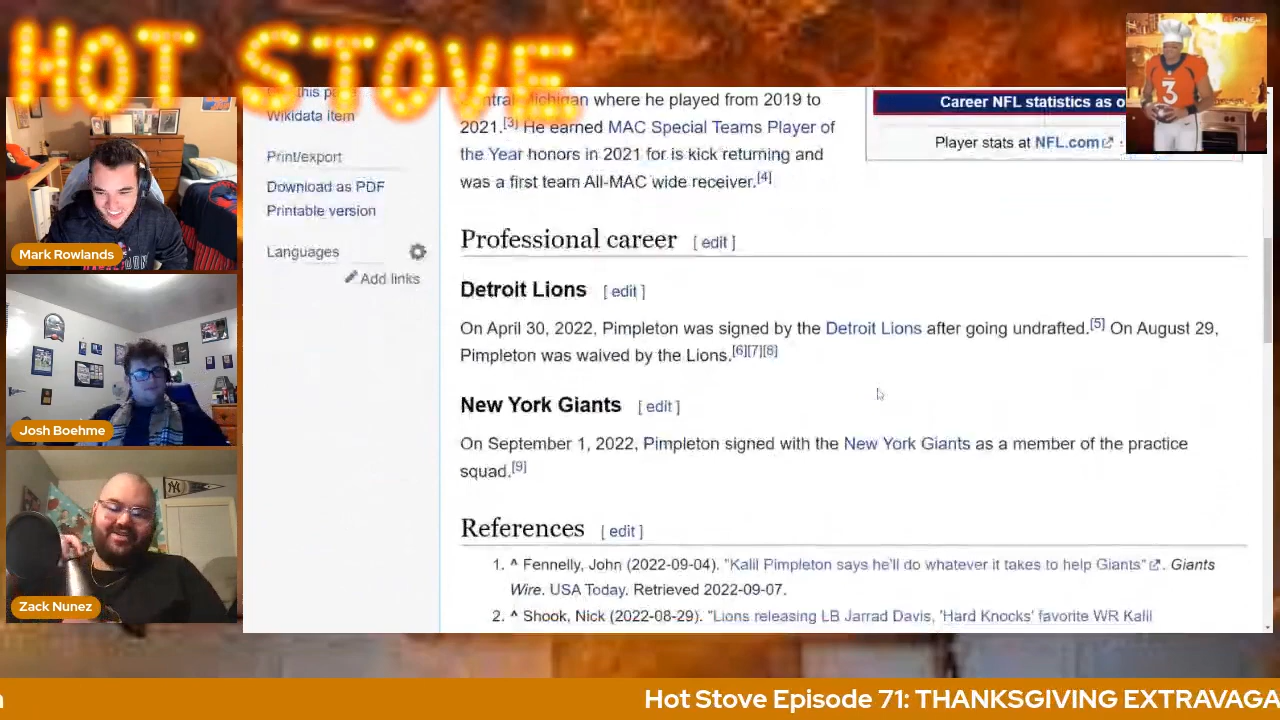 HOT STOVE
Mark Rowlands
Josh Boehme
Zack Nunez
this pa
Wikidata item
Print/export
Download as PDF
Printable version
Languages
Add links
ntral Michigan where he played from 2019 to
2021.[3] He earned MAC Special Teams Player of
the Year honors in 2021 for is kick returning and
was a first team All-MAC wide receiver.[4]
Career NFL statistics as o
Player stats at NFL.com
3
Professional career [ edit ]
Detroit Lions [ edit ]
On April 30, 2022, Pimpleton was signed by the Detroit Lions after going undrafted.[5] On August 29,
Pimpleton was waived by the Lions.[6][7][8]
New York Giants [ edit ]
On September 1, 2022, Pimpleton signed with the New York Giants as a member of the practice
squad.[9]
References [ edit ]
1. ^ Fennelly, John (2022-09-04). "Kalil Pimpleton says he'll do whatever it takes to help Giants". Giants
Wire. USA Today. Retrieved 2022-09-07.
2. ^ Shook, Nick (2022-08-29). "Lions releasing LB Jarrad Davis, 'Hard Knocks' favorite WR Kalil
Hot Stove Episode 71: THANKSGIVING EXTRAVAGA